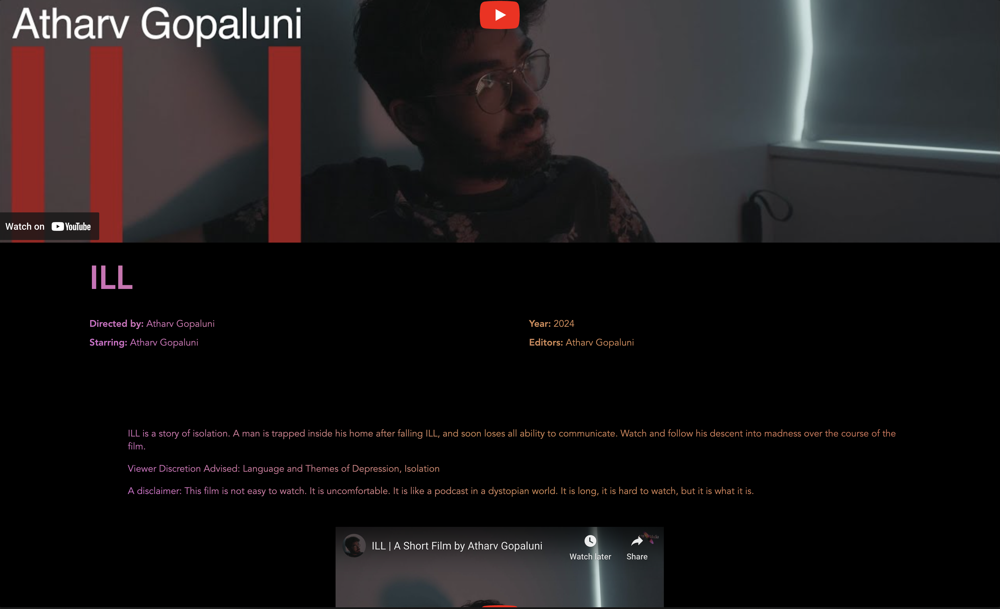 Atharv Gopaluni
Watch on YouTube
ILL
Directed by: Atharv Gopaluni
Starring: Atharv Gopaluni
Year: 2024
Editors: Atharv Gopaluni
ILL is a story of isolation. A man is trapped inside his home after falling ILL, and soon loses all ability to communicate. Watch and follow his descent into madness over the course of the
film.
Viewer Discretion Advised: Language and Themes of Depression, Isolation
A disclaimer: This film is not easy to watch. It is uncomfortable. It is like a podcast in a dystopian world. It is long, it is hard to watch, but it is what it is.
ILL | A Short Film by Atharv Gopaluni
Watch later
Share
Media